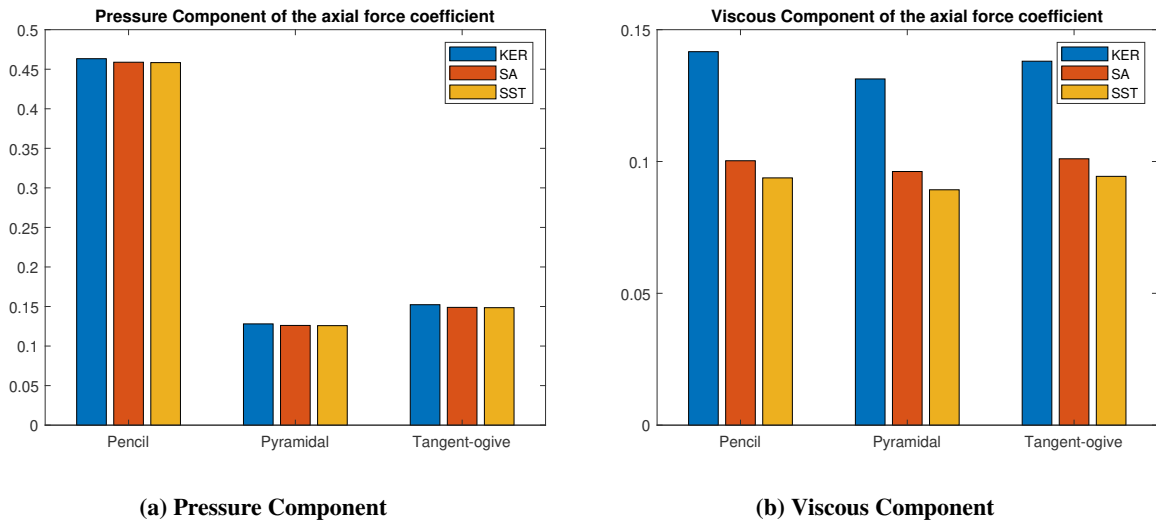 Pressure Component of the axial force coefficient
0.5
0.45
0.4
0.35
0.3
0.25
0.2
0.15
0.1
0.05
0
KER
SA
SST
Pencil
Pyramidal
Tangent-ogive
(a) Pressure Component
Viscous Component of the axial force coefficient
0.15
0.1
0.05
0
KER
SA
SST
Pencil
Pyramidal
Tangent-ogive
(b) Viscous Component